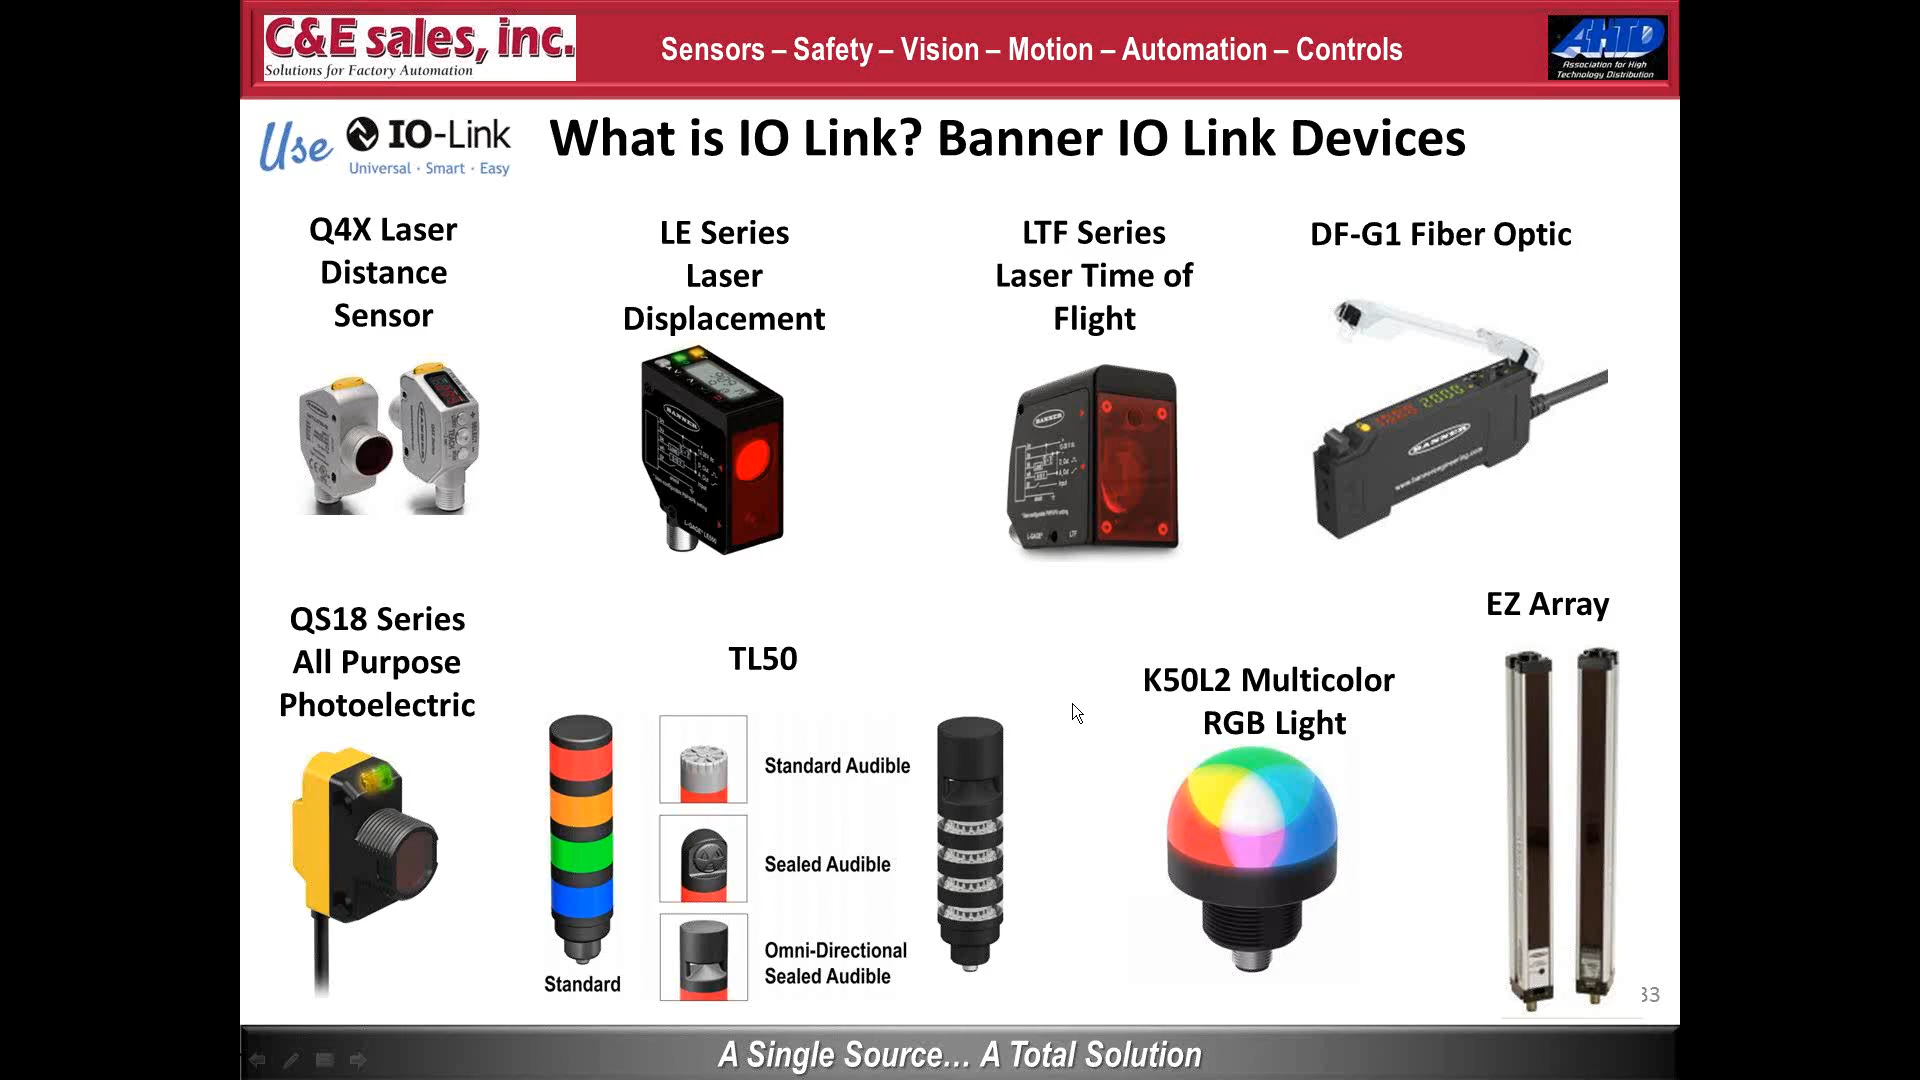 C&E sales, inc.
Solutions for Factory Automation
Sensors – Safety – Vision – Motion – Automation – Controls
AHTD
Association for High
Technology Distribution
Use IO-Link
Universal · Smart · Easy
What is IO Link? Banner IO Link Devices
Q4X Laser
Distance
Sensor
LE Series
Laser
Displacement
LTF Series
Laser Time of
Flight
DF-G1 Fiber Optic
BANNER
BANNER
BANNER
QS18 Series
All Purpose
Photoelectric
TL50
Standard Audible
Sealed Audible
Omni-Directional
Sealed Audible
Standard
K50L2 Multicolor
RGB Light
EZ Array
33
A Single Source... A Total Solution